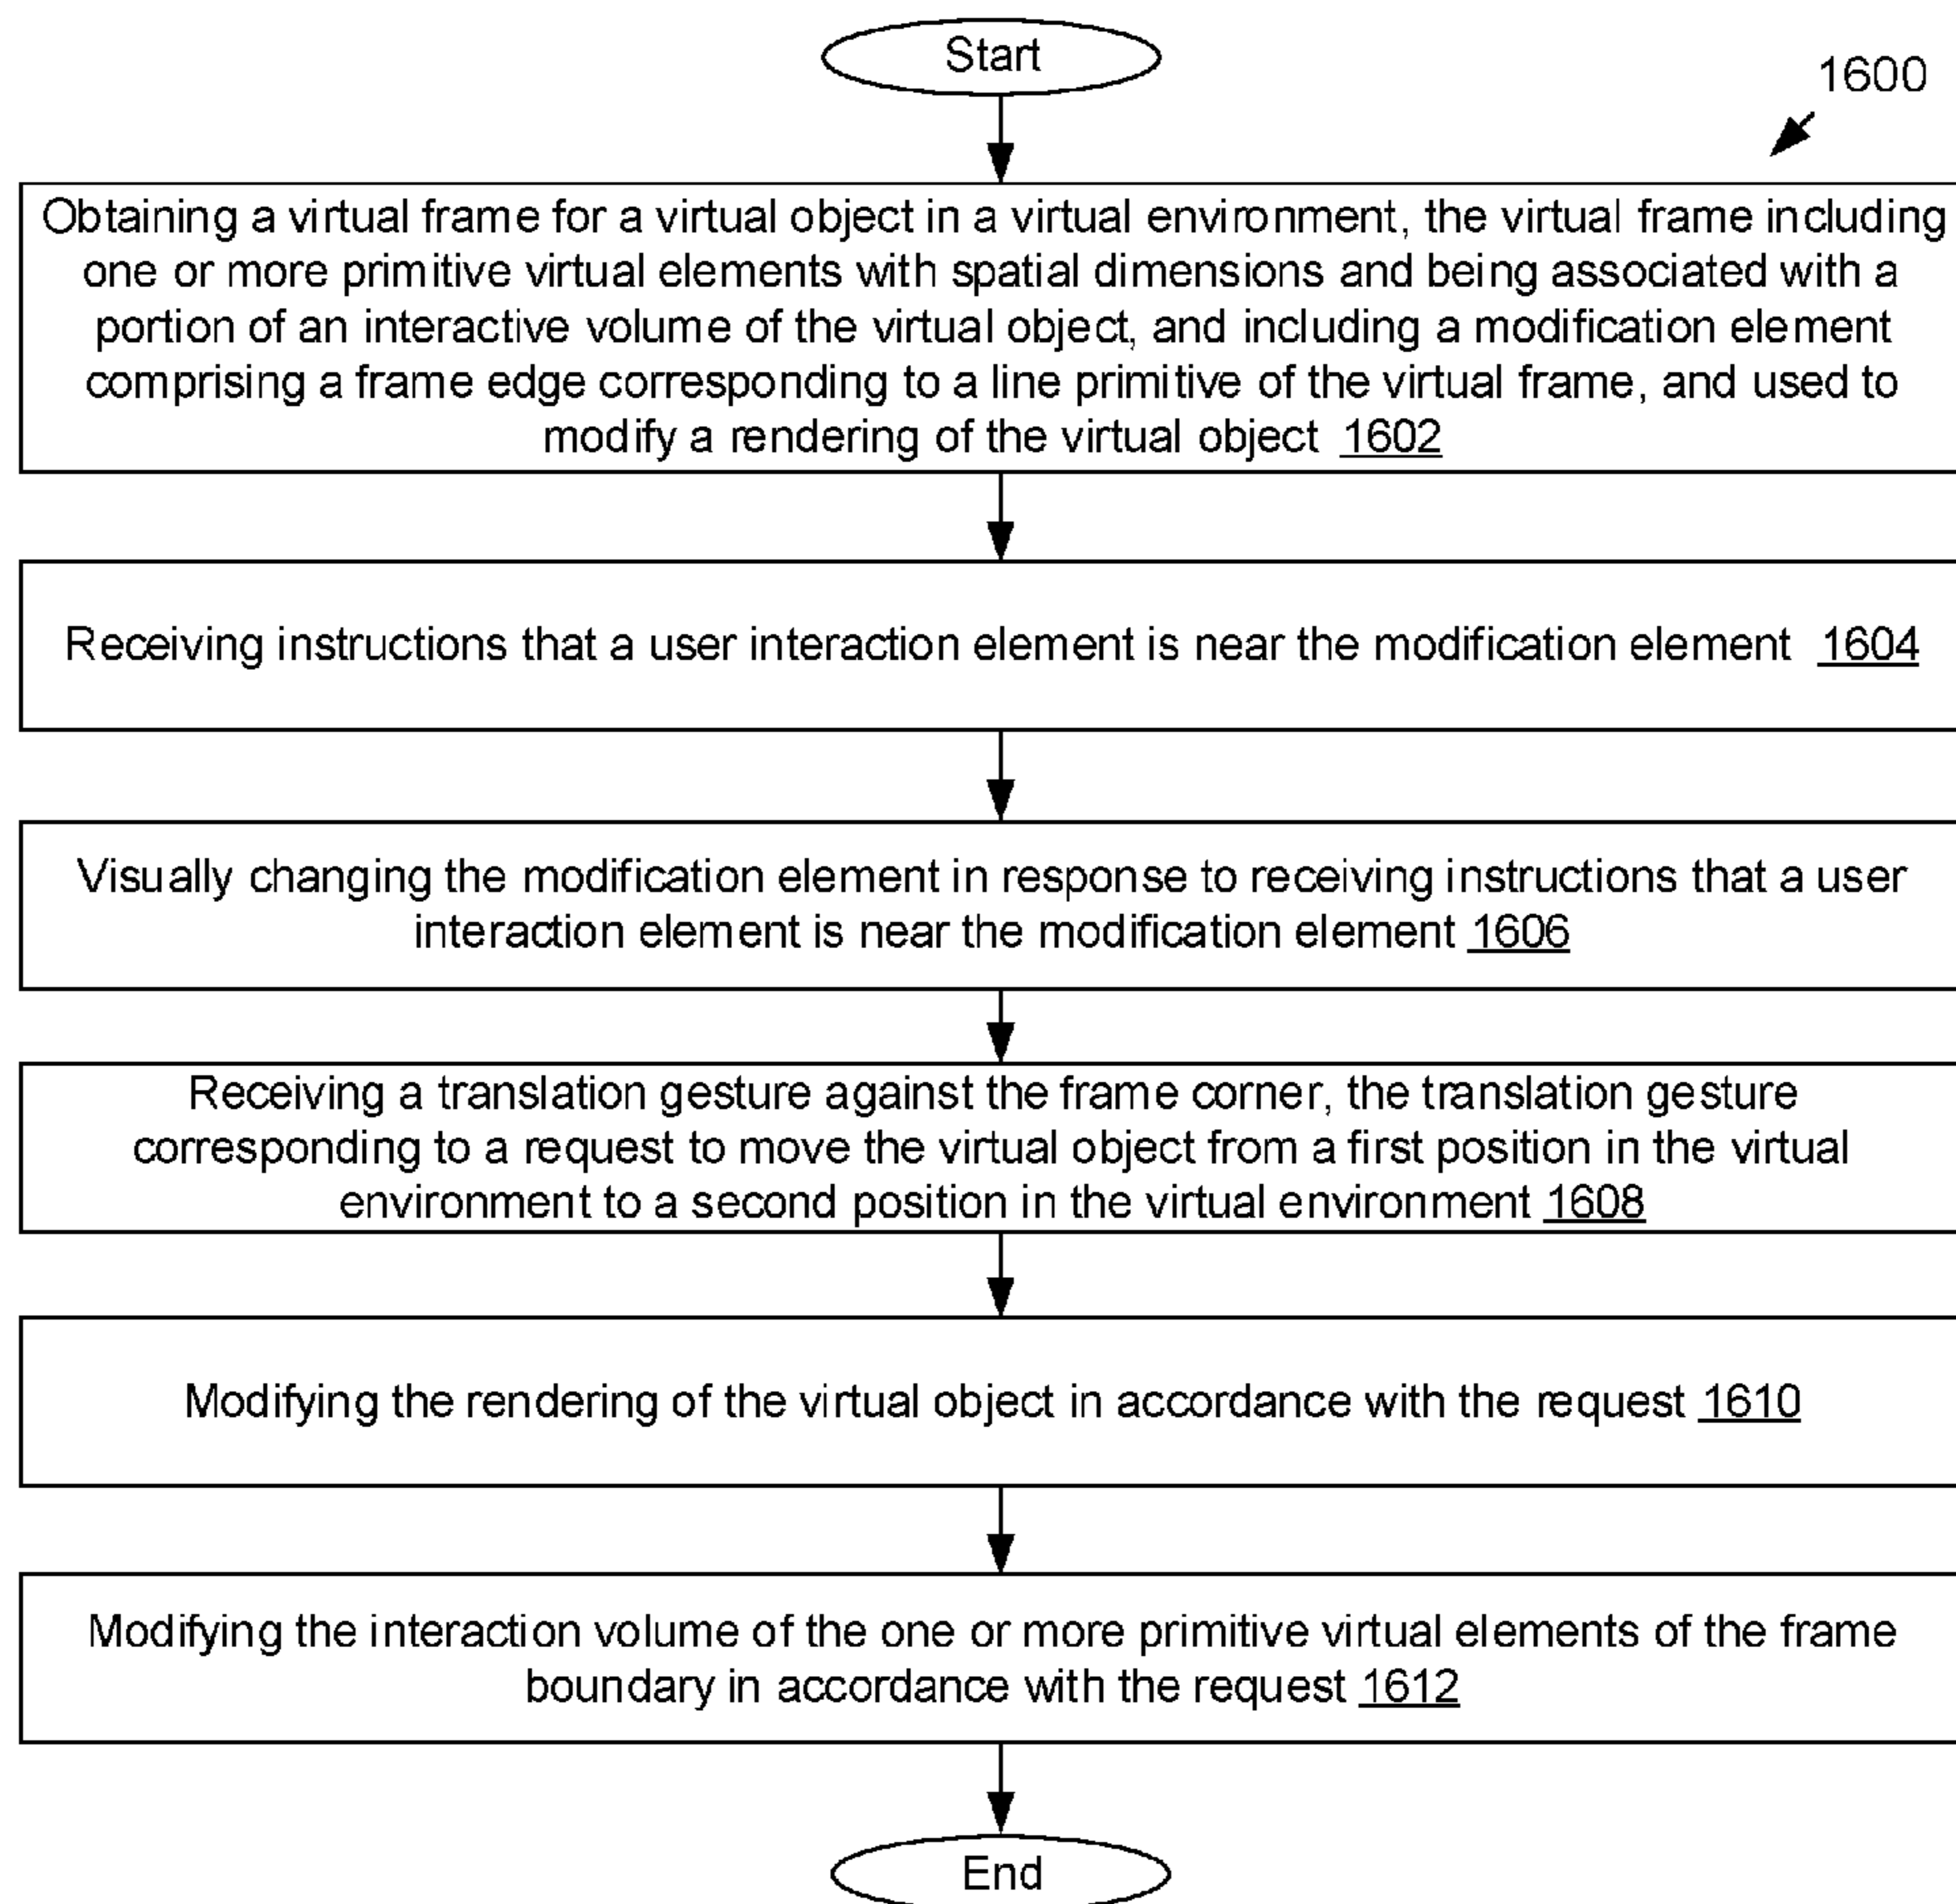 Start
1600
Obtaining a virtual frame for a virtual object in a virtual environment, the virtual frame including
one or more primitive virtual elements with spatial dimensions and being associated with a
portion of an interactive volume of the virtual object, and including a modification element
comprising a frame edge corresponding to a line primitive of the virtual frame, and used to
modify a rendering of the virtual object 1602
Receiving instructions that a user interaction element is near the modification element 1604
Visually changing the modification element in response to receiving instructions that a user
interaction element is near the modification element 1606
Receiving a translation gesture against the frame corner, the translation gesture
corresponding to a request to move the virtual object from a first position in the virtual
environment to a second position in the virtual environment 1608
Modifying the rendering of the virtual object in accordance with the request 1610
Modifying the interaction volume of the one or more primitive virtual elements of the frame
boundary in accordance with the request 1612
End